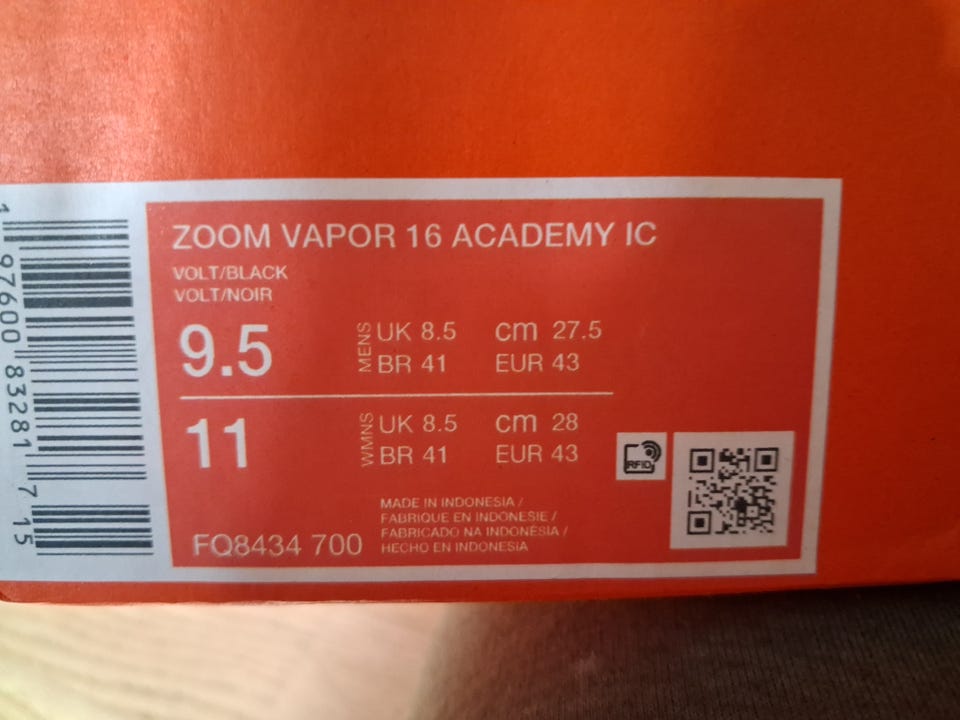 ZOOM VAPOR 16 ACADEMY IC
VOLT/BLACK
VOLT/NOIR
9.5 MENS UK 8.5 cm 27.5
BR 41 EUR 43
11 WMNS UK 8.5 cm 28
BR 41 EUR 43
RFID
MADE IN INDONESIA /
FABRIQUE EN INDONESIE /
FABRICADO NA INDONÉSIA /
HECHO EN INDONESIA
FQ8434 700
1 97600 83281 7 15